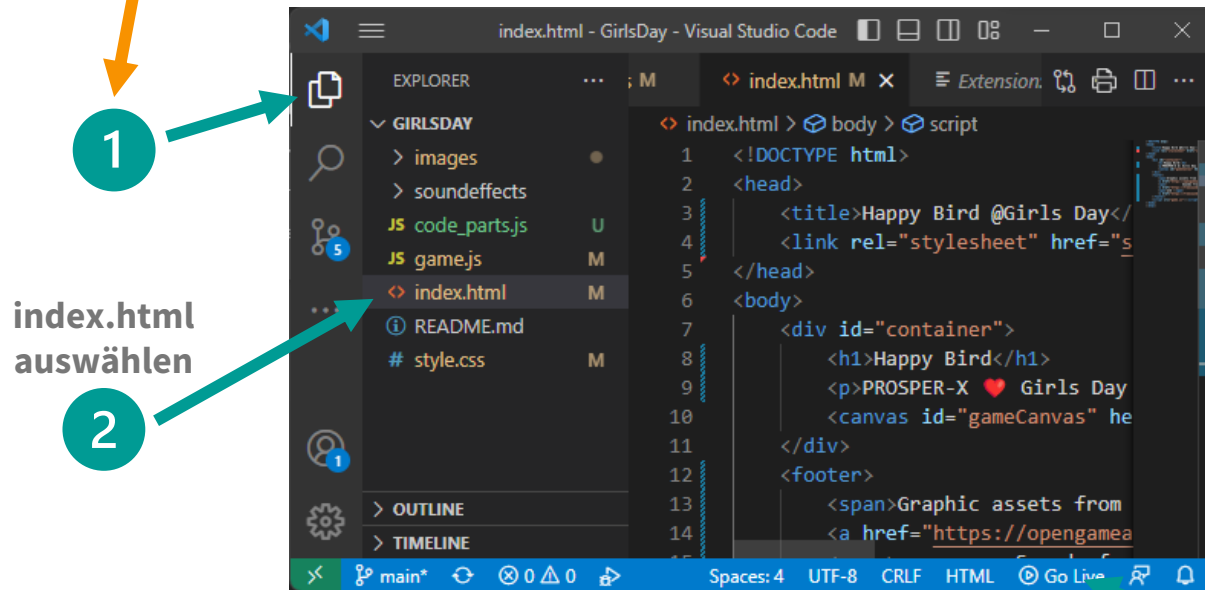 index.html - GirlsDay - Visual Studio Code
EXPLORER ...
; M
<> index.html M ×
Extension:
GIRLSDAY
index.html > body > script
> images
> soundeffects
JS code_parts.js U
JS game.js M
<> index.html M
README.md
# style.css M
> OUTLINE
> TIMELINE
1 <!DOCTYPE html>
2 <head>
3 <title>Happy Bird @Girls Day</
4 <link rel="stylesheet" href="s
5 </head>
6 <body>
7 <div id="container">
8 <h1>Happy Bird</h1>
9 <p>PROSPER-X ❤️ Girls Day
10 <canvas id="gameCanvas" he
11 </div>
12 <footer>
13 <span>Graphic assets from
14 <a href="https://opengamea
5
1
main* 0 0 Spaces: 4 UTF-8 CRLF HTML Go Live
1
index.html
auswählen
2